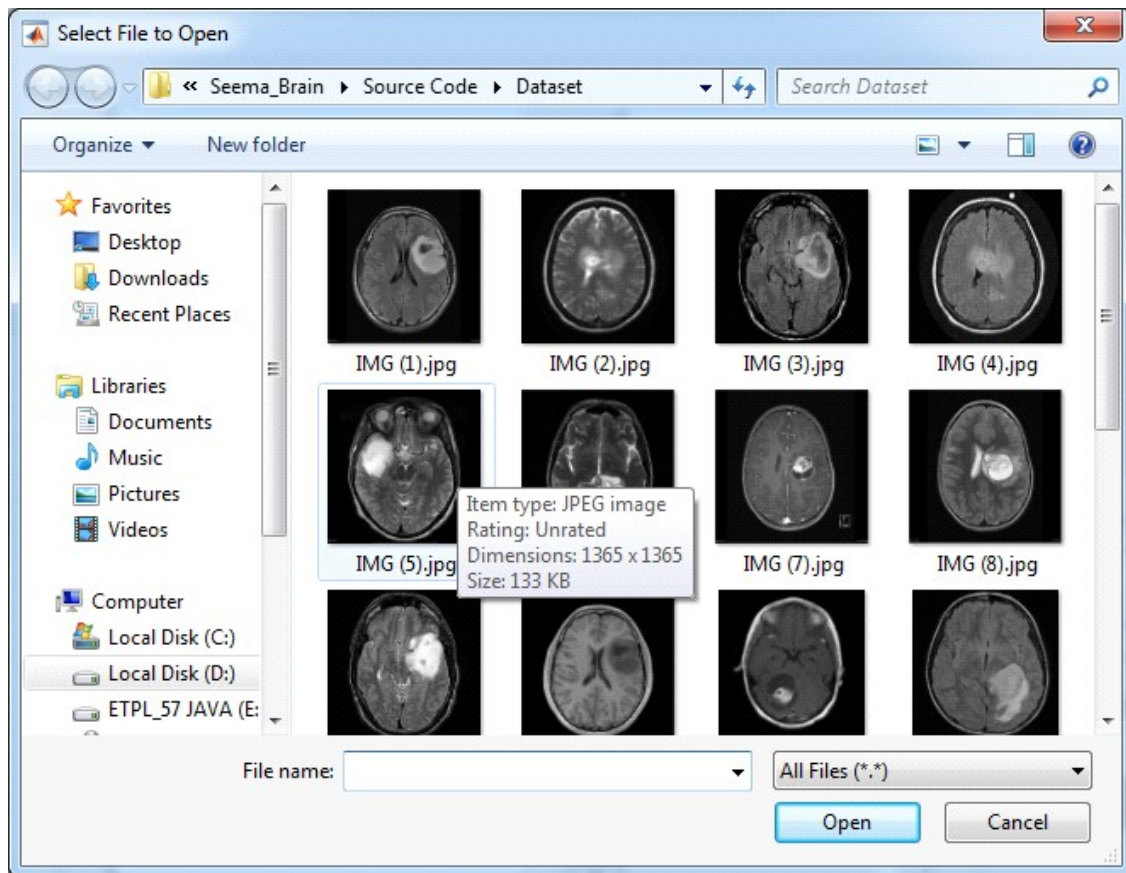 Select File to Open
« Seema_Brain Source Code Dataset
Search Dataset
Organize New folder
Favorites
Desktop
Downloads
Recent Places
Libraries
Documents
Music
Pictures
Videos
Computer
Local Disk (C:)
Local Disk (D:)
ETPL_57 JAVA (E:
IMG (1).jpg IMG (2).jpg IMG (3).jpg IMG (4).jpg
IMG (5).jpg IMG (7).jpg IMG (8).jpg
Item type: JPEG image
Rating: Unrated
Dimensions: 1365 x 1365
Size: 133 KB
File name: All Files (*.*)
Open Cancel